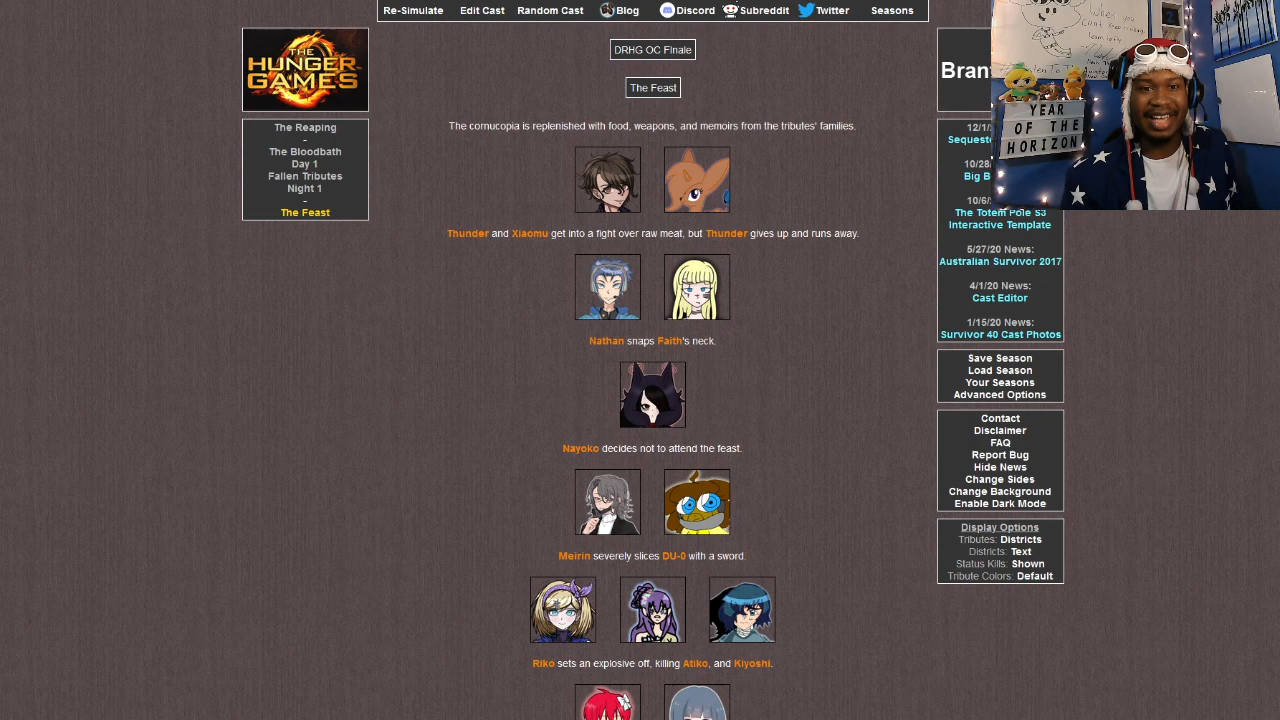 Re-Simulate Edit Cast Random Cast Blog Discord Subreddit Twitter Seasons
THE
HUNGER
GAMES
The Reaping
-
The Bloodbath
Day 1
Fallen Tributes
Night 1
-
The Feast
DRHG OC FInale
The Feast
The cornucopia is replenished with food, weapons, and memoirs from the tributes' families.
Thunder and Xiaomu get into a fight over raw meat, but Thunder gives up and runs away.
Nathan snaps Faith's neck.
Nayoko decides not to attend the feast.
Meirin severely slices DU-0 with a sword.
Riko sets an explosive off, killing Atiko, and Kiyoshi.
YEAR
OF THE
HORIZON
The Totem Pole S3
Interactive Template
5/27/20 News:
Australian Survivor 2017
4/1/20 News:
Cast Editor
1/15/20 News:
Survivor 40 Cast Photos
Save Season
Load Season
Your Seasons
Advanced Options
Contact
Disclaimer
FAQ
Report Bug
Hide News
Change Sides
Change Background
Enable Dark Mode
Display Options
Tributes: Districts
Districts: Text
Status Kills: Shown
Tribute Colors: Default